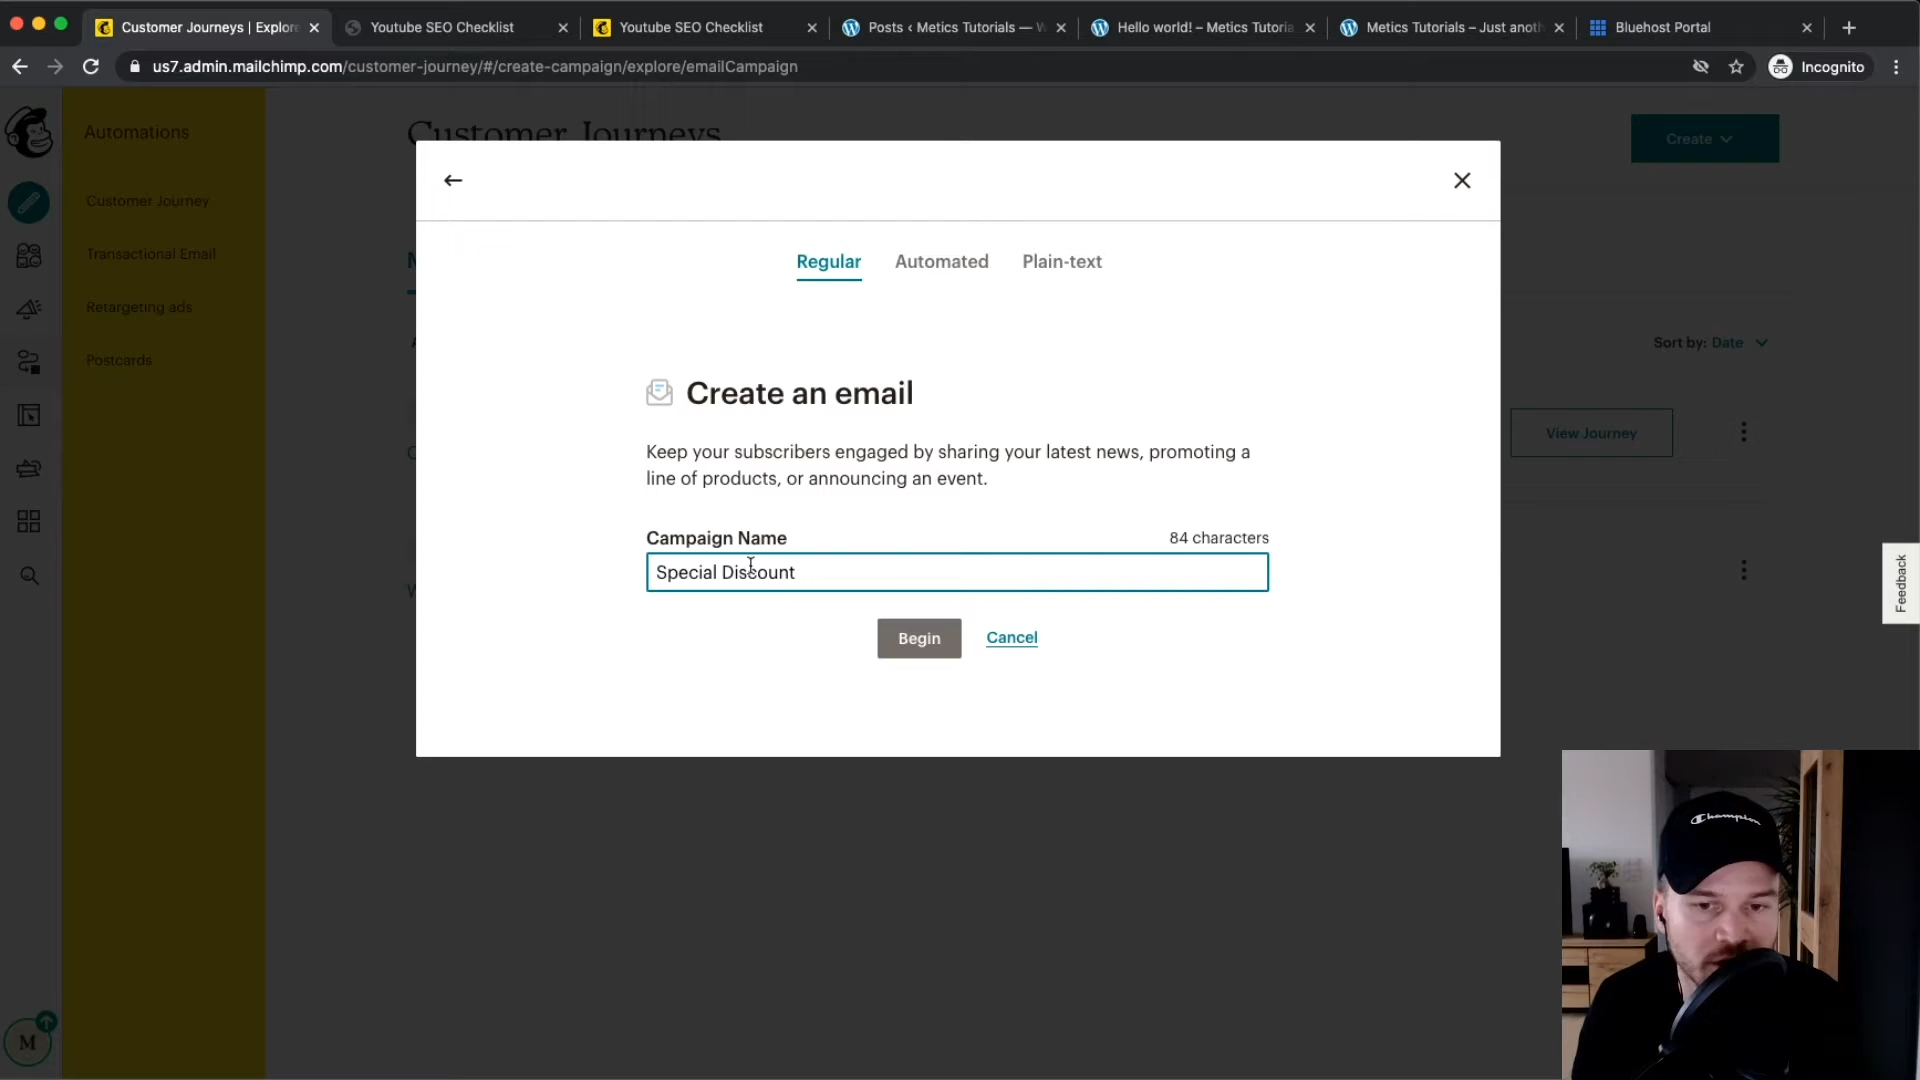 Customer Journeys | Explore
Youtube SEO Checklist
Youtube SEO Checklist
Posts ‹ Metics Tutorials — W
Hello world! – Metics Tutoria
Metics Tutorials – Just anoth
Bluehost Portal
us7.admin.mailchimp.com/customer-journey/#/create-campaign/explore/emailCampaign
Incognito
Automations
Customer Journeys
Create
Customer Journey
Transactional Email
Retargeting ads
Postcards
Regular
Automated
Plain-text
Sort by: Date
Create an email
View Journey
Keep your subscribers engaged by sharing your latest news, promoting a
line of products, or announcing an event.
Campaign Name
84 characters
Special Discount
Feedback
Begin
Cancel
Champion
M